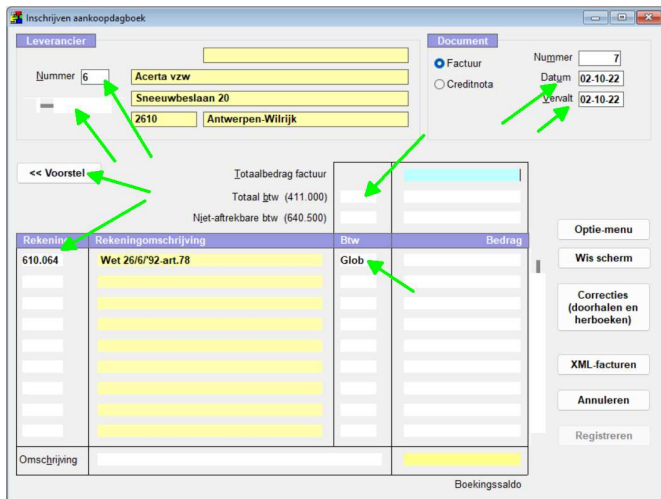 Inschrijven aankoopdagboek
Leverancier
Nummer 6
Acerta vzw
Sneeuwbeslaan 20
2610 Antwerpen-Wilrijk
Document
Factuur
Creditnota
Nummer 7
Datum 02-10-22
Vervalt 02-10-22
<< Voorstel
Totaalbedrag factuur
Totaal btw (411.000)
Niet-aftrekbare btw (640.500)
Rekening Rekeningomschrijving Btw Bedrag
610.064 Wet 26/6/'92-art.78 Glob
Omschrijving
Boekingssaldo
Optie-menu
Wis scherm
Correcties
(doorhalen en
herboeken)
XML-facturen
Annuleren
Registreren